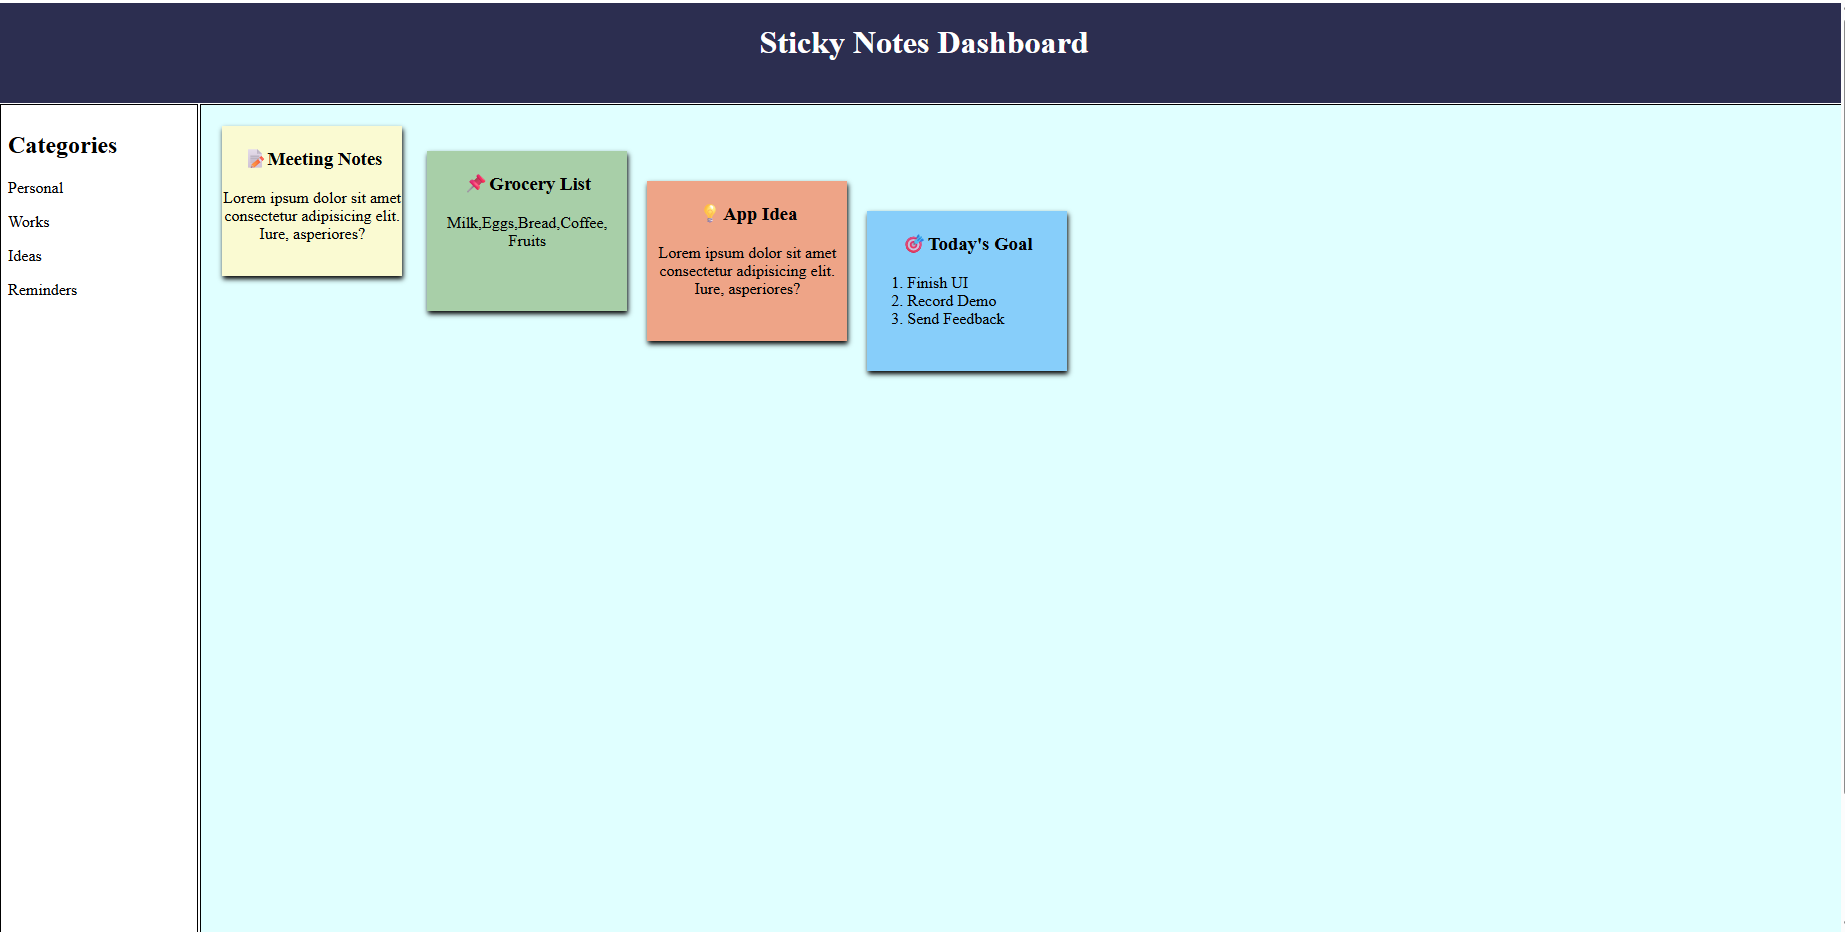 Sticky Notes Dashboard
Categories
Personal
Works
Ideas
Reminders
📝Meeting Notes
Lorem ipsum dolor sit amet
consectetur adipisicing elit.
Iure, asperiores?
📌Grocery List
Milk,Eggs,Bread,Coffee,
Fruits
💡App Idea
Lorem ipsum dolor sit amet
consectetur adipisicing elit.
Iure, asperiores?
🎯Today's Goal
1. Finish UI
2. Record Demo
3. Send Feedback